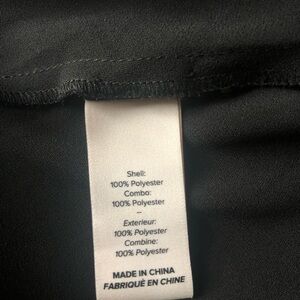 Shell:
100% Polyester
Combo:
100% Polyester
–
Exterieur:
100% Polyester
Combine:
100% Polyester
MADE IN CHINA
FABRIQUÉ EN CHINE